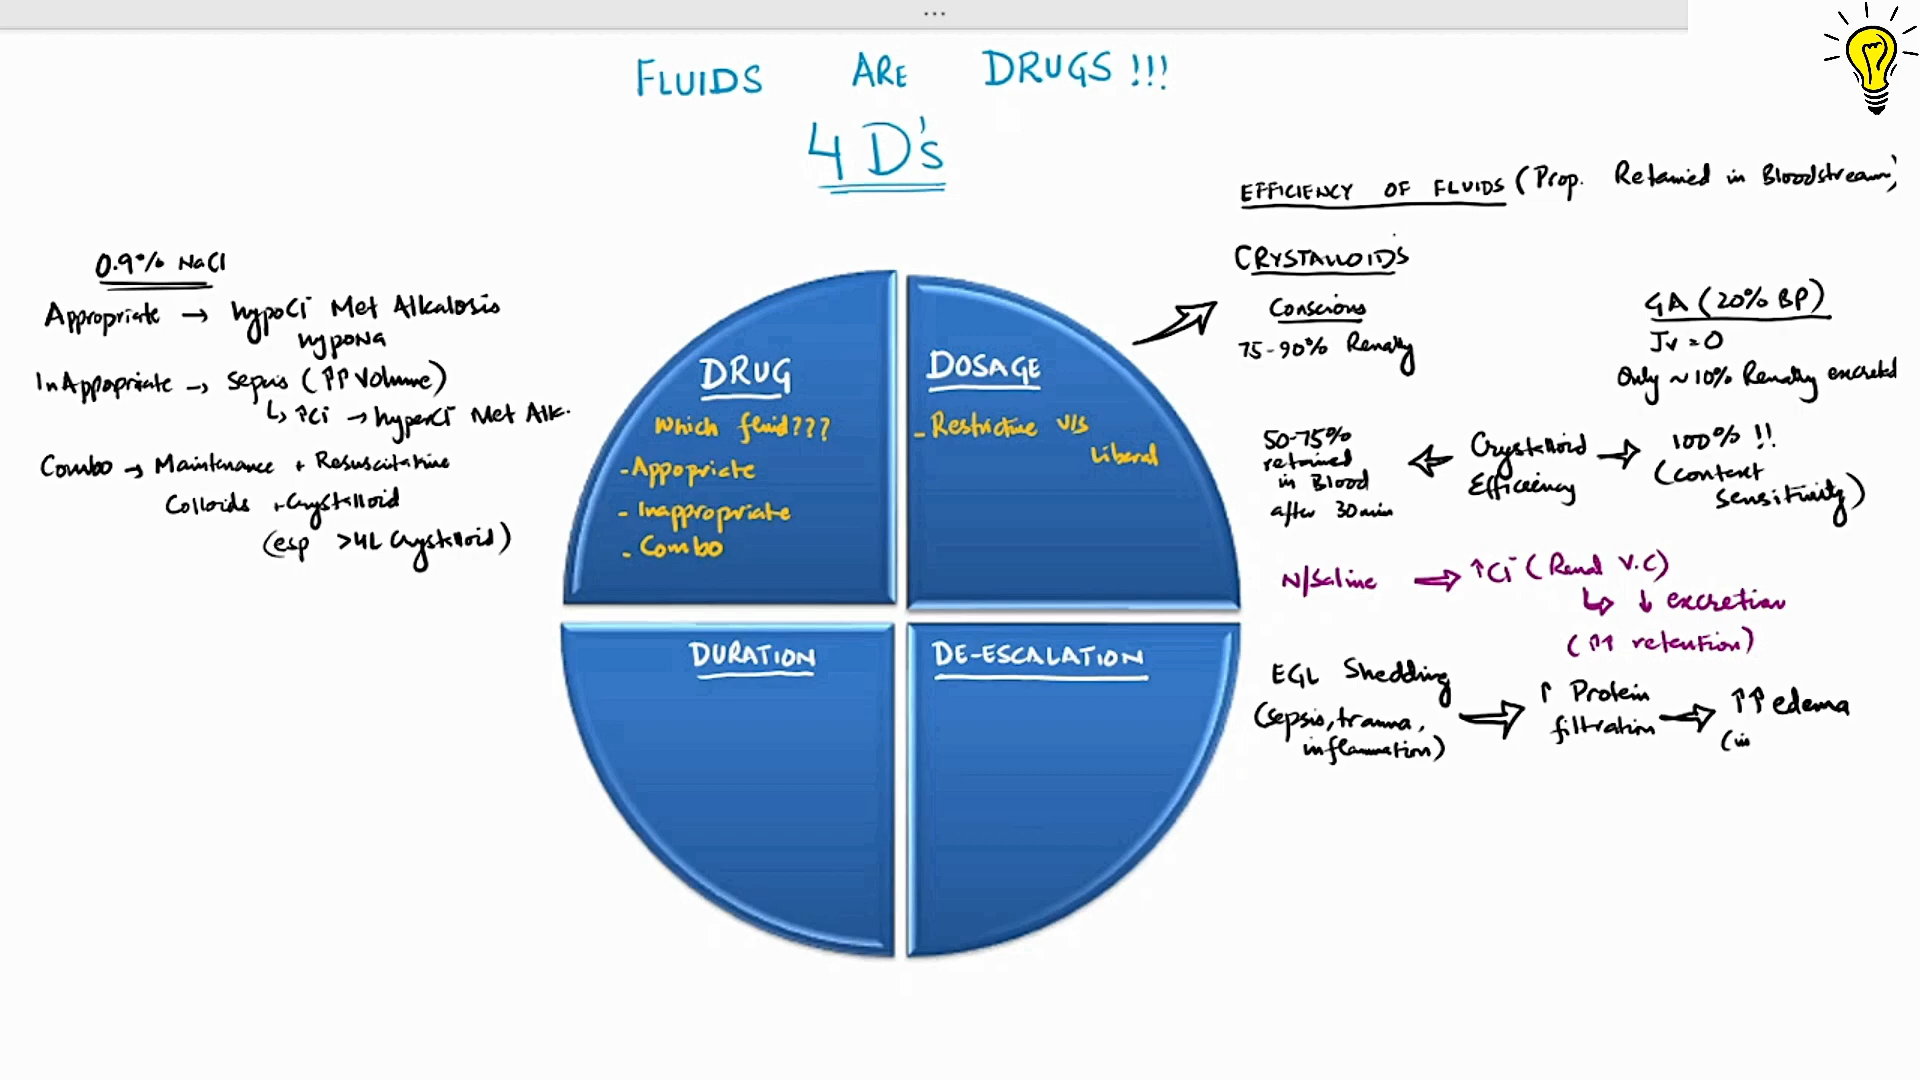 ...
FLUIDS ARE DRUGS !!!
4 D's
0.9% NaCl
Appropriate → hypoCl⁻ Met Alkalosis
hypoNa
InAppropriate → sepsis (↑↑ Volume)
↳ ↑Cl⁻ → hyperCl⁻ Met Alk.
Combo → Maintenance + Resuscitative
Colloids + Crystalloid
(esp >4L Crystalloid)
DRUG
Which fluid???
- Appopriate
- Inappropriate
- Combo
DOSAGE
- Restrictive v/s
Liberal
DURATION
DE-ESCALATION
EFFICIENCY OF FLUIDS (Prop. Retained in Bloodstream)
CRYSTALLOIDS
Conscious
75-90% Renally
GA (20% BP)
Jv = 0
Only ~10% Renally excreted
50-75%
retained
in Blood
after 30min
← Crystalloid →
Efficiency
100% !!
(context
sensitivity)
N/Saline ⇒ ↑Cl⁻ (Renal V.C)
↳ ↓ excretion
(↑↑ retention)
EGL Shedding
(sepsis, trauma,
inflammation)
⇒ ↑ Protein
filtration
→ ↑↑ edema
(in